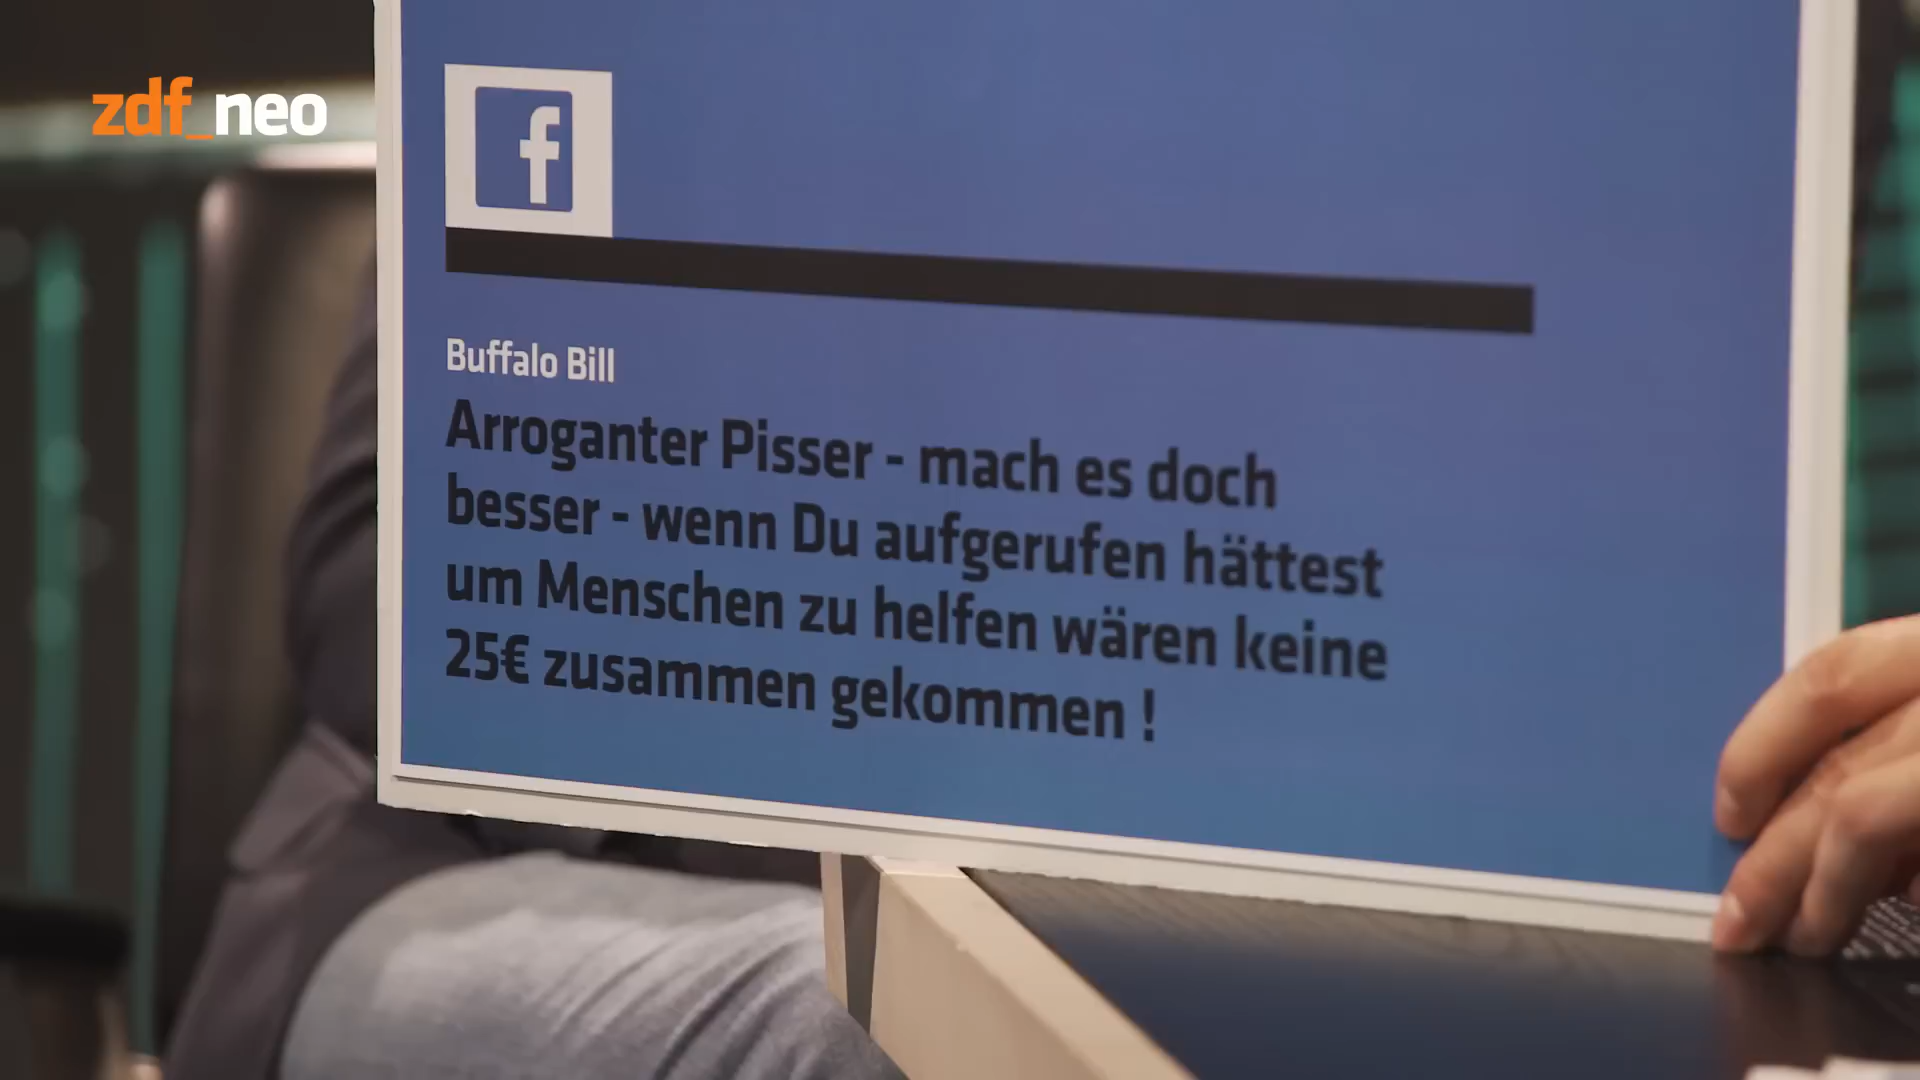 zdf_neo
f
Buffalo Bill
Arroganter Pisser - mach es doch
besser - wenn Du aufgerufen hättest
um Menschen zu helfen wären keine
25€ zusammen gekommen !